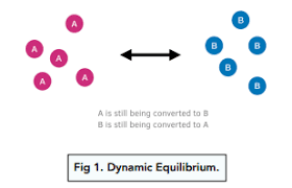 A
A
A
A
A
A
B
B
B
B
B
A is still being converted to B
B is still being converted to A
Fig 1. Dynamic Equilibrium.